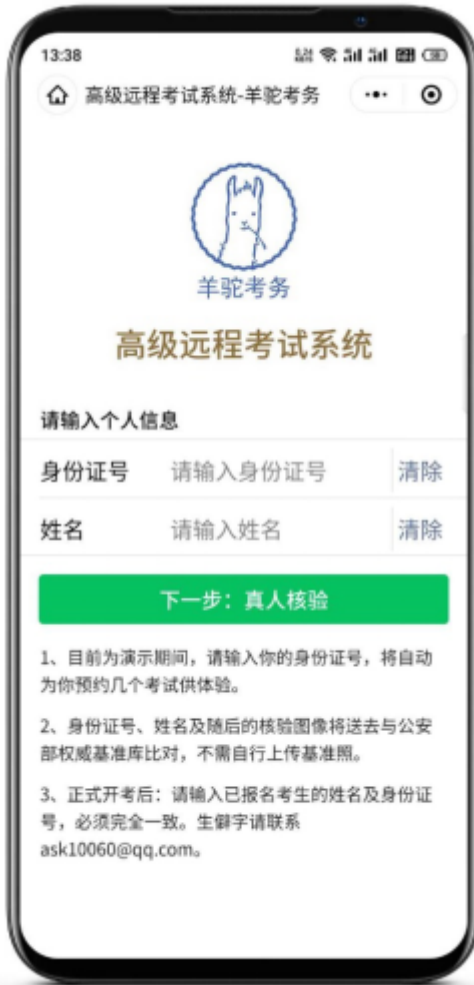 13:38
高级远程考试系统-羊驼考务
羊驼考务
高级远程考试系统
请输入个人信息
身份证号 请输入身份证号 清除
姓名 请输入姓名 清除
下一步：真人核验
1、目前为演示期间，请输入你的身份证号，将自动
为你预约几个考试供体验。
2、身份证号、姓名及随后的核验图像将送去与公安
部权威基准库比对，不需自行上传基准照。
3、正式开考后：请输入已报名考生的姓名及身份证
号，必须完全一致。生僻字请联系
ask10060@qq.com。